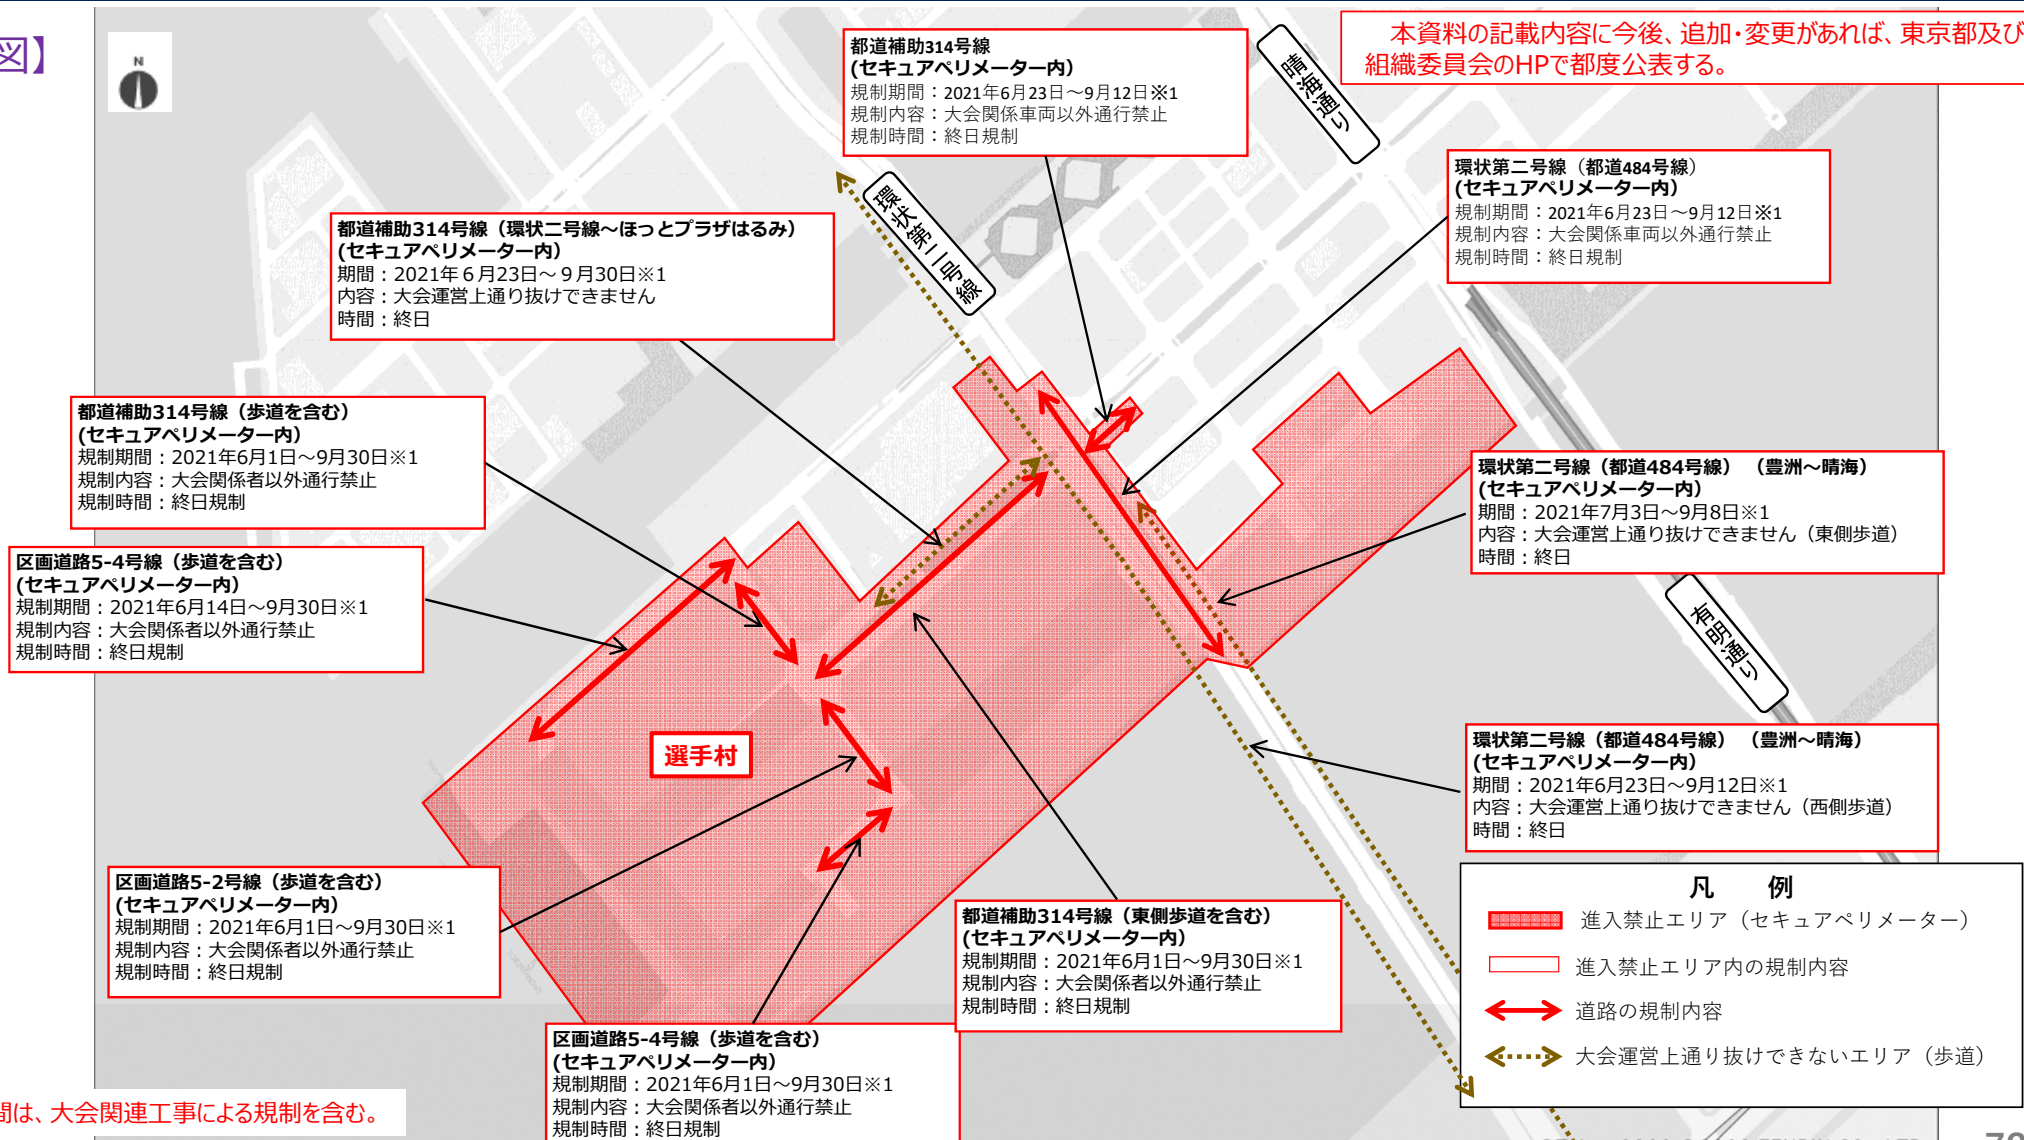 図】
N
本資料の記載内容に今後、追加・変更があれば、東京都及び
組織委員会のHPで都度公表する。
都道補助314号線
(セキュアペリメーター内)
規制期間：2021年6月23日～9月12日※1
規制内容：大会関係車両以外通行禁止
規制時間：終日規制
晴海通り
環状第二号線（都道484号線）
(セキュアペリメーター内)
規制期間：2021年6月23日～9月12日※1
規制内容：大会関係車両以外通行禁止
規制時間：終日規制
環状第二号線
都道補助314号線（環状二号線～ほっとプラザはるみ）
(セキュアペリメーター内)
期間：2021年６月23日～９月30日※1
内容：大会運営上通り抜けできません
時間：終日
都道補助314号線（歩道を含む）
(セキュアペリメーター内)
規制期間：2021年6月1日～9月30日※1
規制内容：大会関係者以外通行禁止
規制時間：終日規制
環状第二号線（都道484号線）（豊洲～晴海）
(セキュアペリメーター内)
期間：2021年7月3日～9月8日※1
内容：大会運営上通り抜けできません（東側歩道）
時間：終日
区画道路5-4号線（歩道を含む）
(セキュアペリメーター内)
規制期間：2021年6月14日～9月30日※1
規制内容：大会関係者以外通行禁止
規制時間：終日規制
有明通り
選手村
環状第二号線（都道484号線）（豊洲～晴海）
(セキュアペリメーター内)
期間：2021年6月23日～9月12日※1
内容：大会運営上通り抜けできません（西側歩道）
時間：終日
区画道路5-2号線（歩道を含む）
(セキュアペリメーター内)
規制期間：2021年6月1日～9月30日※1
規制内容：大会関係者以外通行禁止
規制時間：終日規制
都道補助314号線（東側歩道を含む）
(セキュアペリメーター内)
規制期間：2021年6月1日～9月30日※1
規制内容：大会関係者以外通行禁止
規制時間：終日規制
区画道路5-4号線（歩道を含む）
(セキュアペリメーター内)
規制期間：2021年6月1日～9月30日※1
規制内容：大会関係者以外通行禁止
規制時間：終日規制
凡　例
進入禁止エリア（セキュアペリメーター）
進入禁止エリア内の規制内容
道路の規制内容
大会運営上通り抜けできないエリア（歩道）
間は、大会関連工事による規制を含む。